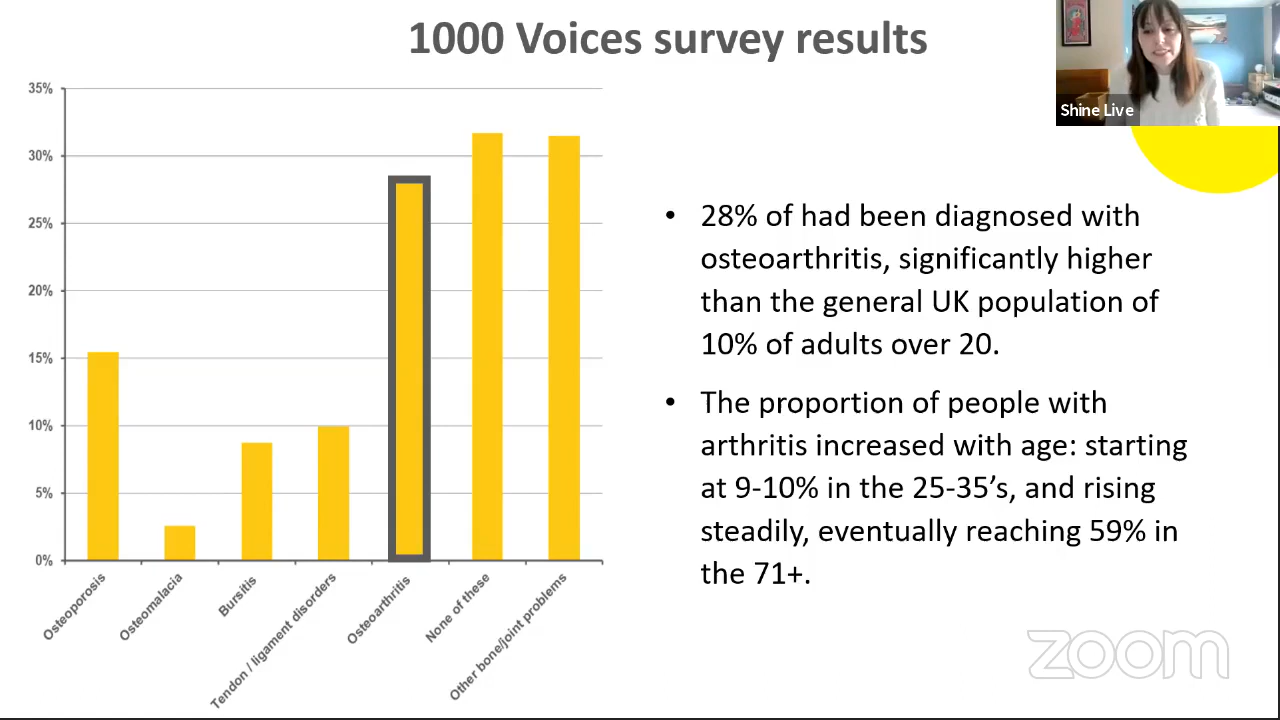 1000 Voices survey results
Shine Live
35%
30%
25%
20%
15%
10%
5%
0%
Osteoporosis
Osteomalacia
Bursitis
Tendon / ligament disorders
Osteoarthritis
None of these
Other bone/joint problems
• 28% of had been diagnosed with
osteoarthritis, significantly higher
than the general UK population of
10% of adults over 20.
• The proportion of people with
arthritis increased with age: starting
at 9-10% in the 25-35’s, and rising
steadily, eventually reaching 59% in
the 71+.
zoom